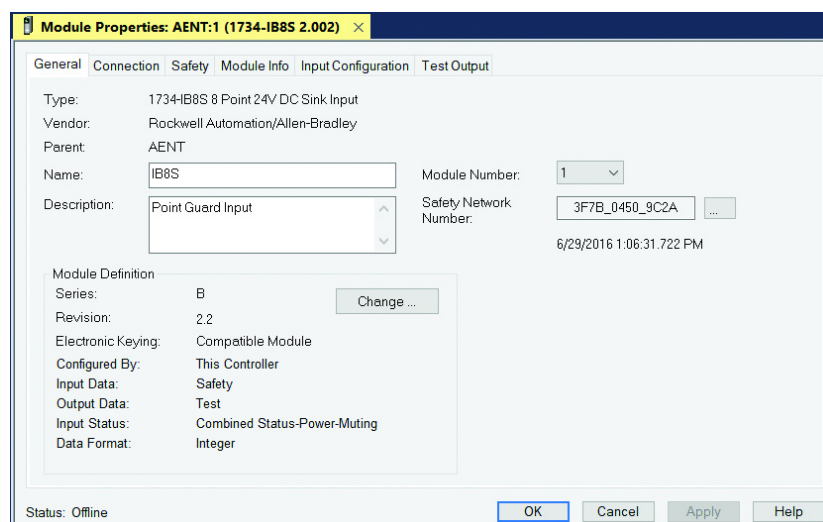 Module Properties: AENT:1 (1734-IB8S 2.002) ×
General Connection Safety Module Info Input Configuration Test Output
Type: 1734-IB8S 8 Point 24V DC Sink Input
Vendor: Rockwell Automation/Allen-Bradley
Parent: AENT
Name: IB8S Module Number: 1
Description: Point Guard Input Safety Network Number: 3F7B_0450_9C2A ...
6/29/2016 1:06:31.722 PM
Module Definition
Series: B Change ...
Revision: 2.2
Electronic Keying: Compatible Module
Configured By: This Controller
Input Data: Safety
Output Data: Test
Input Status: Combined Status-Power-Muting
Data Format: Integer
Status: Offline OK Cancel Apply Help